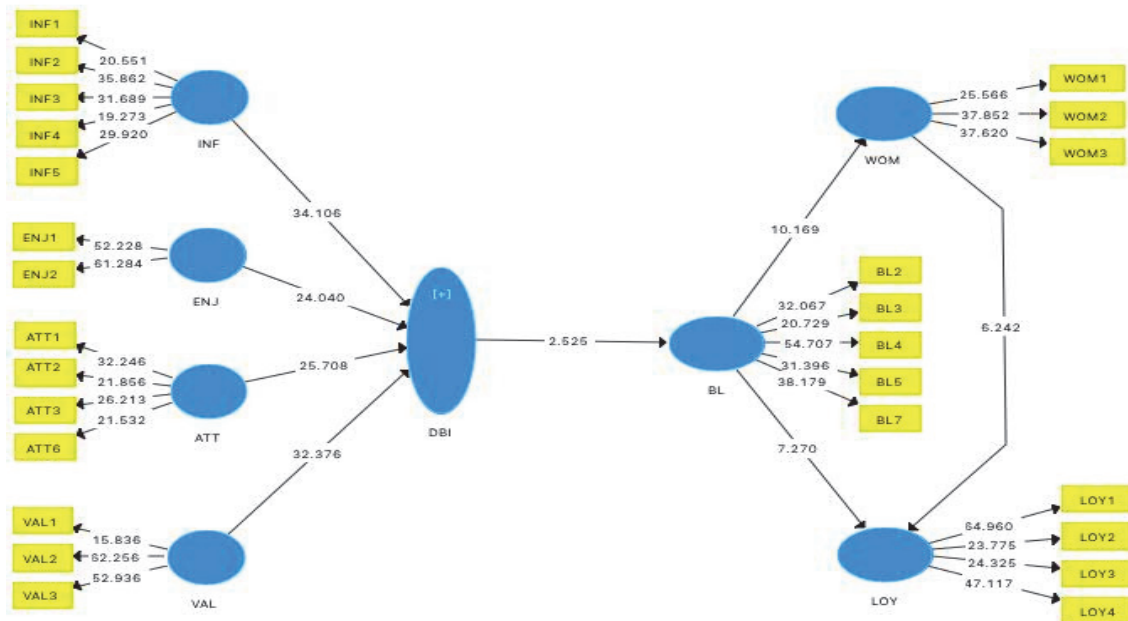 INF1
INF2
INF3
INF4
INF5
20.551
35.862
31.689
19.273
29.920
INF
34.106
ENJ1
ENJ2
52.228
61.284
ENJ
24.040
ATT1
ATT2
ATT3
ATT6
32.246
21.856
26.213
21.532
ATT
25.708
VAL1
VAL2
VAL3
15.836
62.256
52.936
VAL
32.376
[+]
DBI
2.525
BL
32.067
20.729
54.707
31.396
38.179
BL2
BL3
BL4
BL5
BL7
10.169
7.270
WOM
25.566
37.852
37.620
WOM1
WOM2
WOM3
6.242
LOY
64.960
23.775
24.325
47.117
LOY1
LOY2
LOY3
LOY4